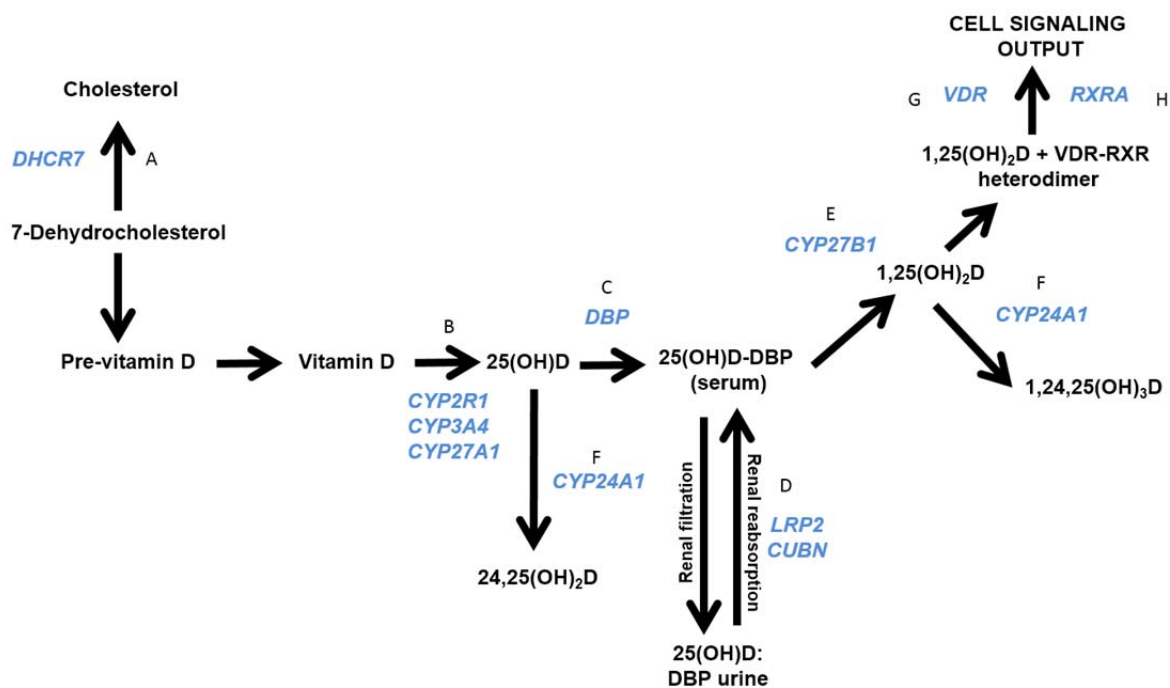 CELL SIGNALING
OUTPUT
G VDR RXRA H
1,25(OH)₂D + VDR-RXR
heterodimer
Cholesterol
DHCR7 A
7-Dehydrocholesterol
E
CYP27B1
1,25(OH)₂D
F
CYP24A1
1,24,25(OH)₃D
C
DBP
B
Pre-vitamin D
Vitamin D
25(OH)D
25(OH)D-DBP
(serum)
CYP2R1
CYP3A4
CYP27A1
F
CYP24A1
24,25(OH)₂D
Renal filtration
Renal reabsorption
D
LRP2
CUBN
25(OH)D:
DBP urine